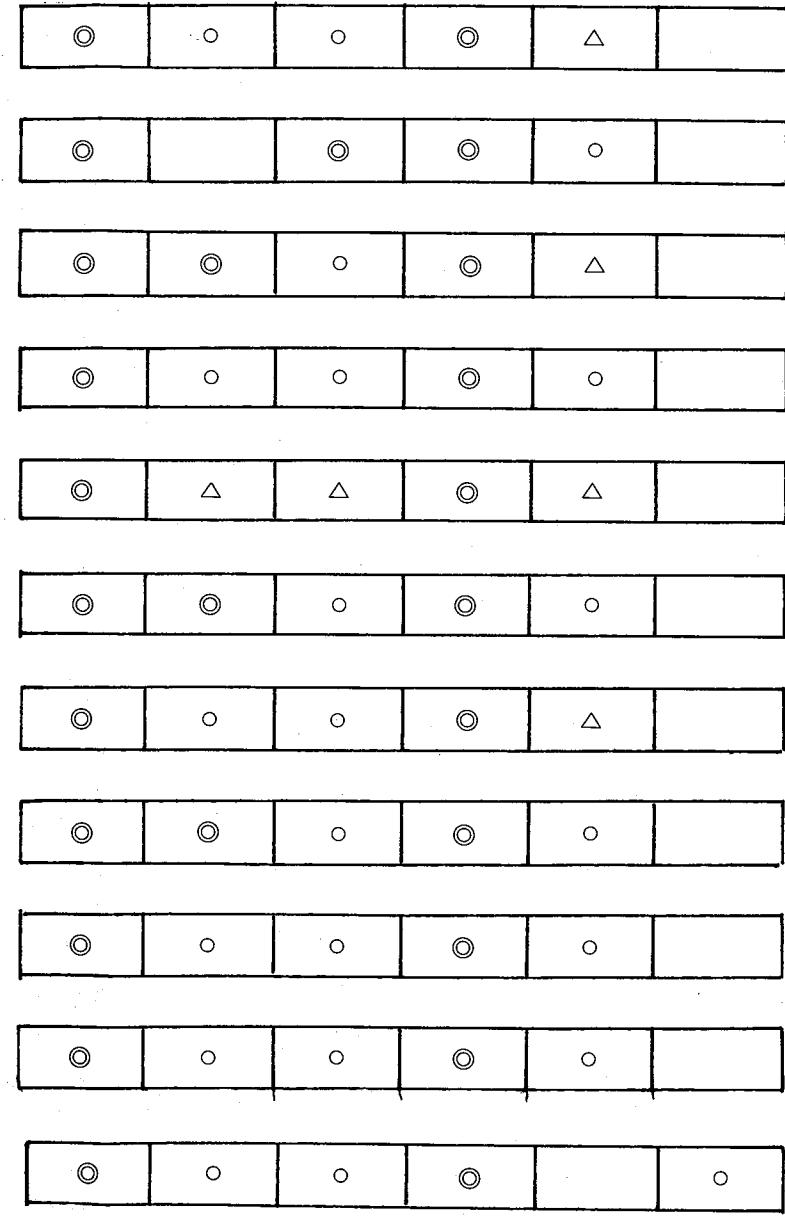 ◎ ○ ○ ◎ △
◎ ◎ ◎ ○
◎ ◎ ○ ◎ △
◎ ○ ○ ◎ ○
◎ △ △ ◎ △
◎ ◎ ○ ◎ ○
◎ ○ ○ ◎ △
◎ ◎ ○ ◎ ○
◎ ○ ○ ◎ ○
◎ ○ ○ ◎ ○
◎ ○ ○ ◎ ○